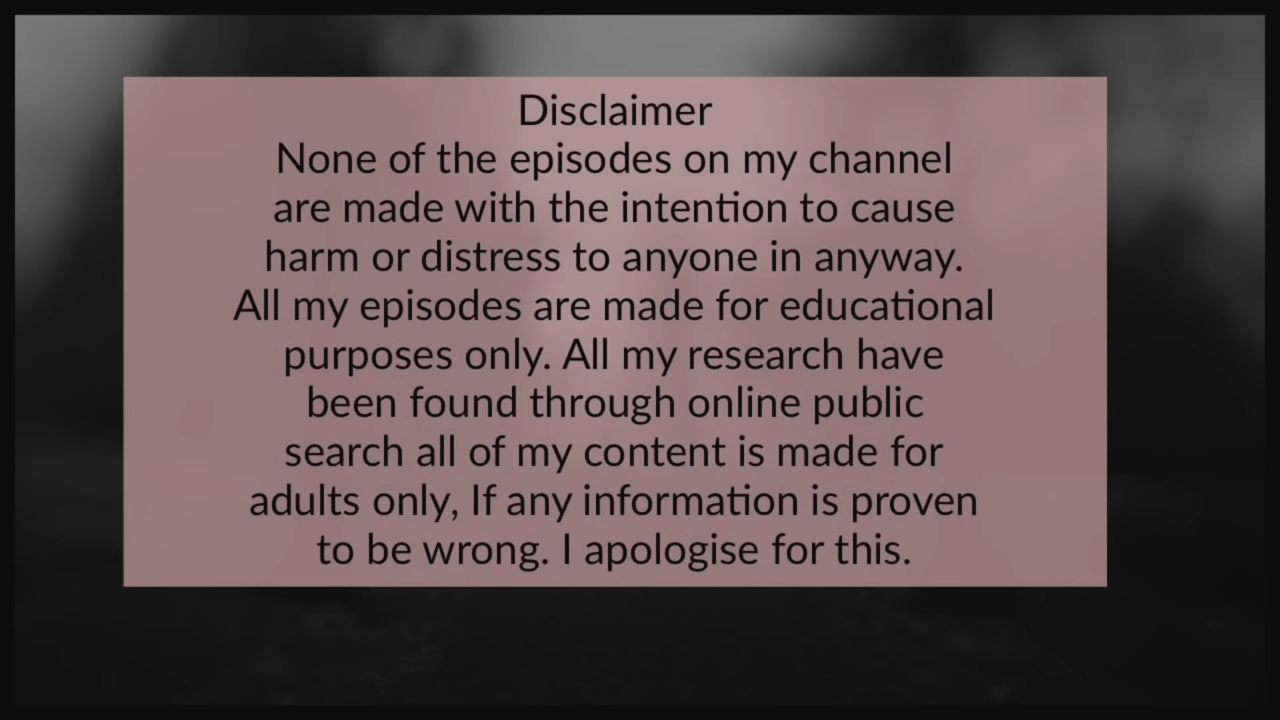 Disclaimer
None of the episodes on my channel
are made with the intention to cause
harm or distress to anyone in anyway.
All my episodes are made for educational
purposes only. All my research have
been found through online public
search all of my content is made for
adults only, If any information is proven
to be wrong. I apologise for this.